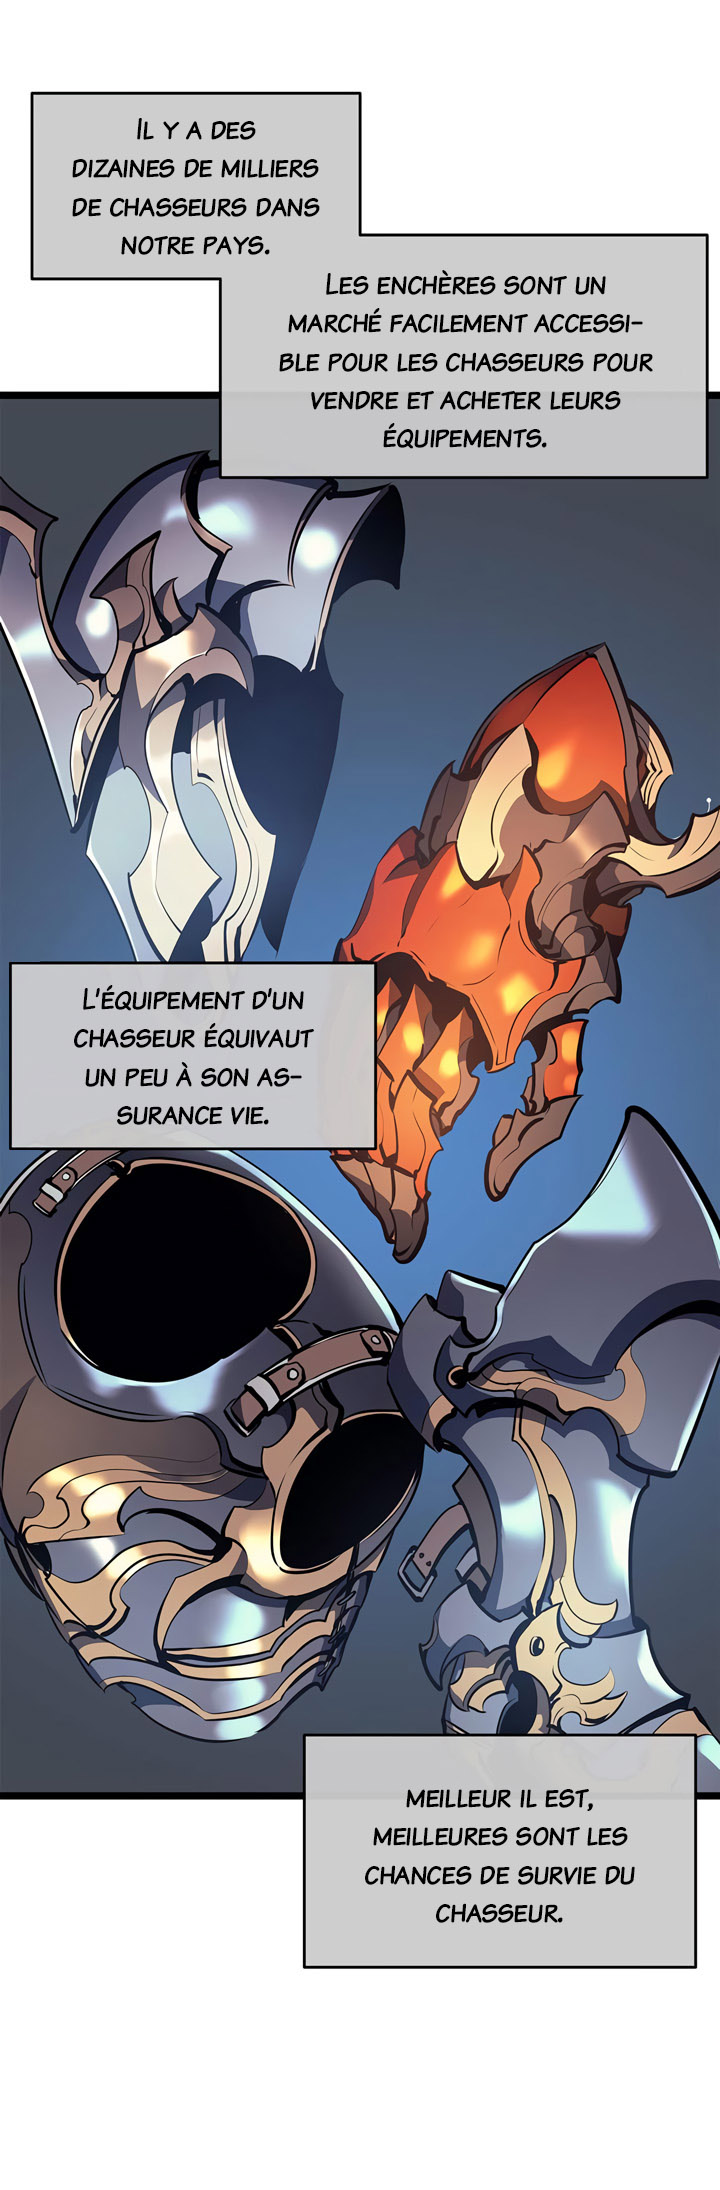 IL Y A DES
DIZAINES DE MILLIERS
DE CHASSEURS DANS
NOTRE PAYS.
LES ENCHÈRES SONT UN
MARCHÉ FACILEMENT ACCESSI-
BLE POUR LES CHASSEURS POUR
VENDRE ET ACHETER LEURS
ÉQUIPEMENTS.
L'ÉQUIPEMENT D'UN
CHASSEUR ÉQUIVAUT
UN PEU À SON AS-
SURANCE VIE.
MEILLEUR IL EST,
MEILLEURES SONT LES
CHANCES DE SURVIE DU
CHASSEUR.